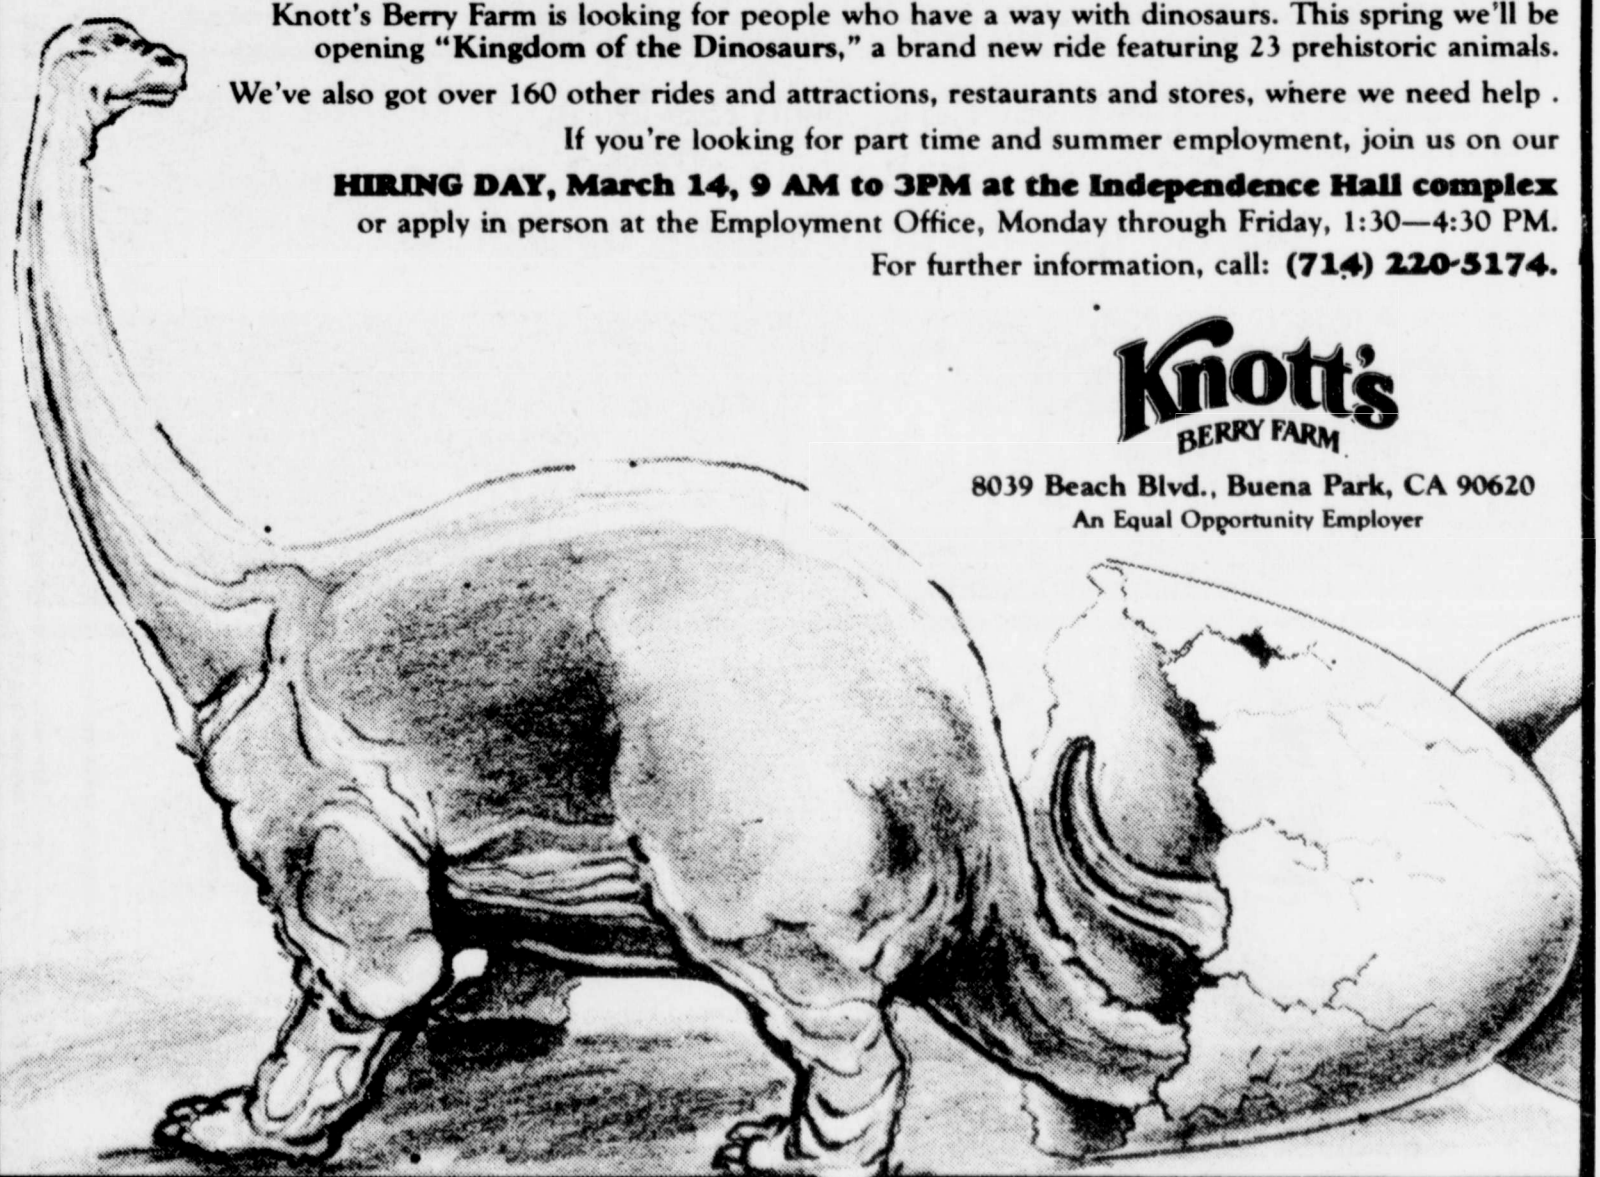 Knott's Berry Farm is looking for people who have a way with dinosaurs. This spring we'll be
opening “Kingdom of the Dinosaurs,” a brand new ride featuring 23 prehistoric animals.
We've also got over 160 other rides and attractions, restaurants and stores, where we need help .
If you're looking for part time and summer employment, join us on our
HIRING DAY, March 14, 9 AM to 3PM at the Independence Hall complex
or apply in person at the Employment Office, Monday through Friday, 1:30—4:30 PM.
For further information, call: (714) 220-5174.
Knott's
BERRY FARM
8039 Beach Blvd., Buena Park, CA 90620
An Equal Opportunity Employer